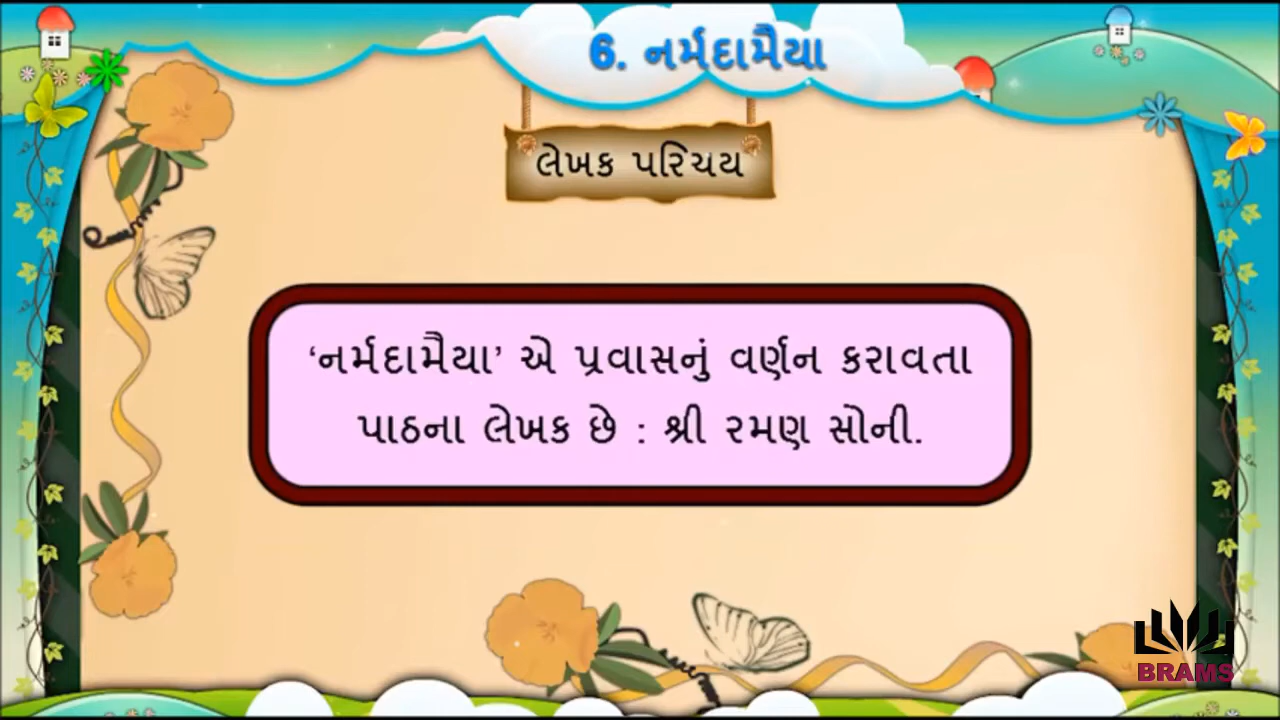 6. નર્મદામૈયા
લેખક પરિચય
‘નર્મદામૈયા’ એ પ્રવાસનું વર્ણન કરાવતા
પાઠના લેખક છે : શ્રી રમણ સોની.
BRAMS